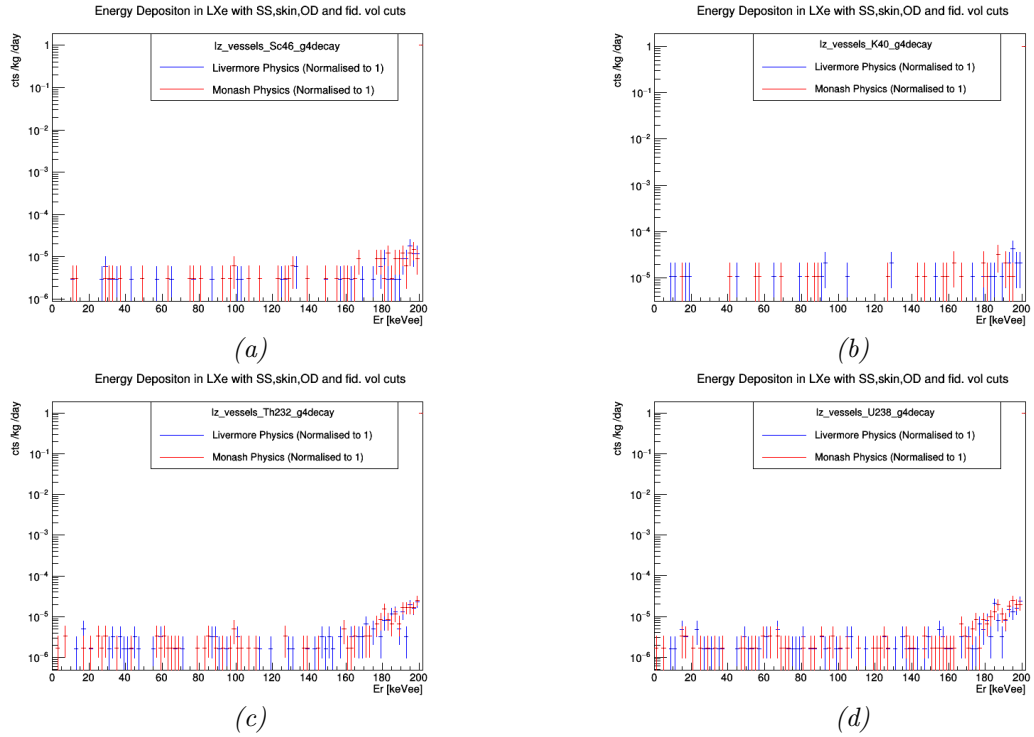 Energy Depositon in LXe with SS,skin,OD and fid. vol cuts
cts /kg /day
lz_vessels_Sc46_g4decay
Livermore Physics (Normalised to 1)
Monash Physics (Normalised to 1)
1
10⁻¹
10⁻²
10⁻³
10⁻⁴
10⁻⁵
10⁻⁶
0 20 40 60 80 100 120 140 160 180 200
Er [keVee]
(a)
Energy Depositon in LXe with SS,skin,OD and fid. vol cuts
cts /kg /day
lz_vessels_K40_g4decay
Livermore Physics (Normalised to 1)
Monash Physics (Normalised to 1)
1
10⁻¹
10⁻²
10⁻³
10⁻⁴
10⁻⁵
0 20 40 60 80 100 120 140 160 180 200
Er [keVee]
(b)
Energy Depositon in LXe with SS,skin,OD and fid. vol cuts
cts /kg /day
lz_vessels_Th232_g4decay
Livermore Physics (Normalised to 1)
Monash Physics (Normalised to 1)
1
10⁻¹
10⁻²
10⁻³
10⁻⁴
10⁻⁵
10⁻⁶
0 20 40 60 80 100 120 140 160 180 200
Er [keVee]
(c)
Energy Depositon in LXe with SS,skin,OD and fid. vol cuts
cts /kg /day
lz_vessels_U238_g4decay
Livermore Physics (Normalised to 1)
Monash Physics (Normalised to 1)
1
10⁻¹
10⁻²
10⁻³
10⁻⁴
10⁻⁵
10⁻⁶
0 20 40 60 80 100 120 140 160 180 200
Er [keVee]
(d)